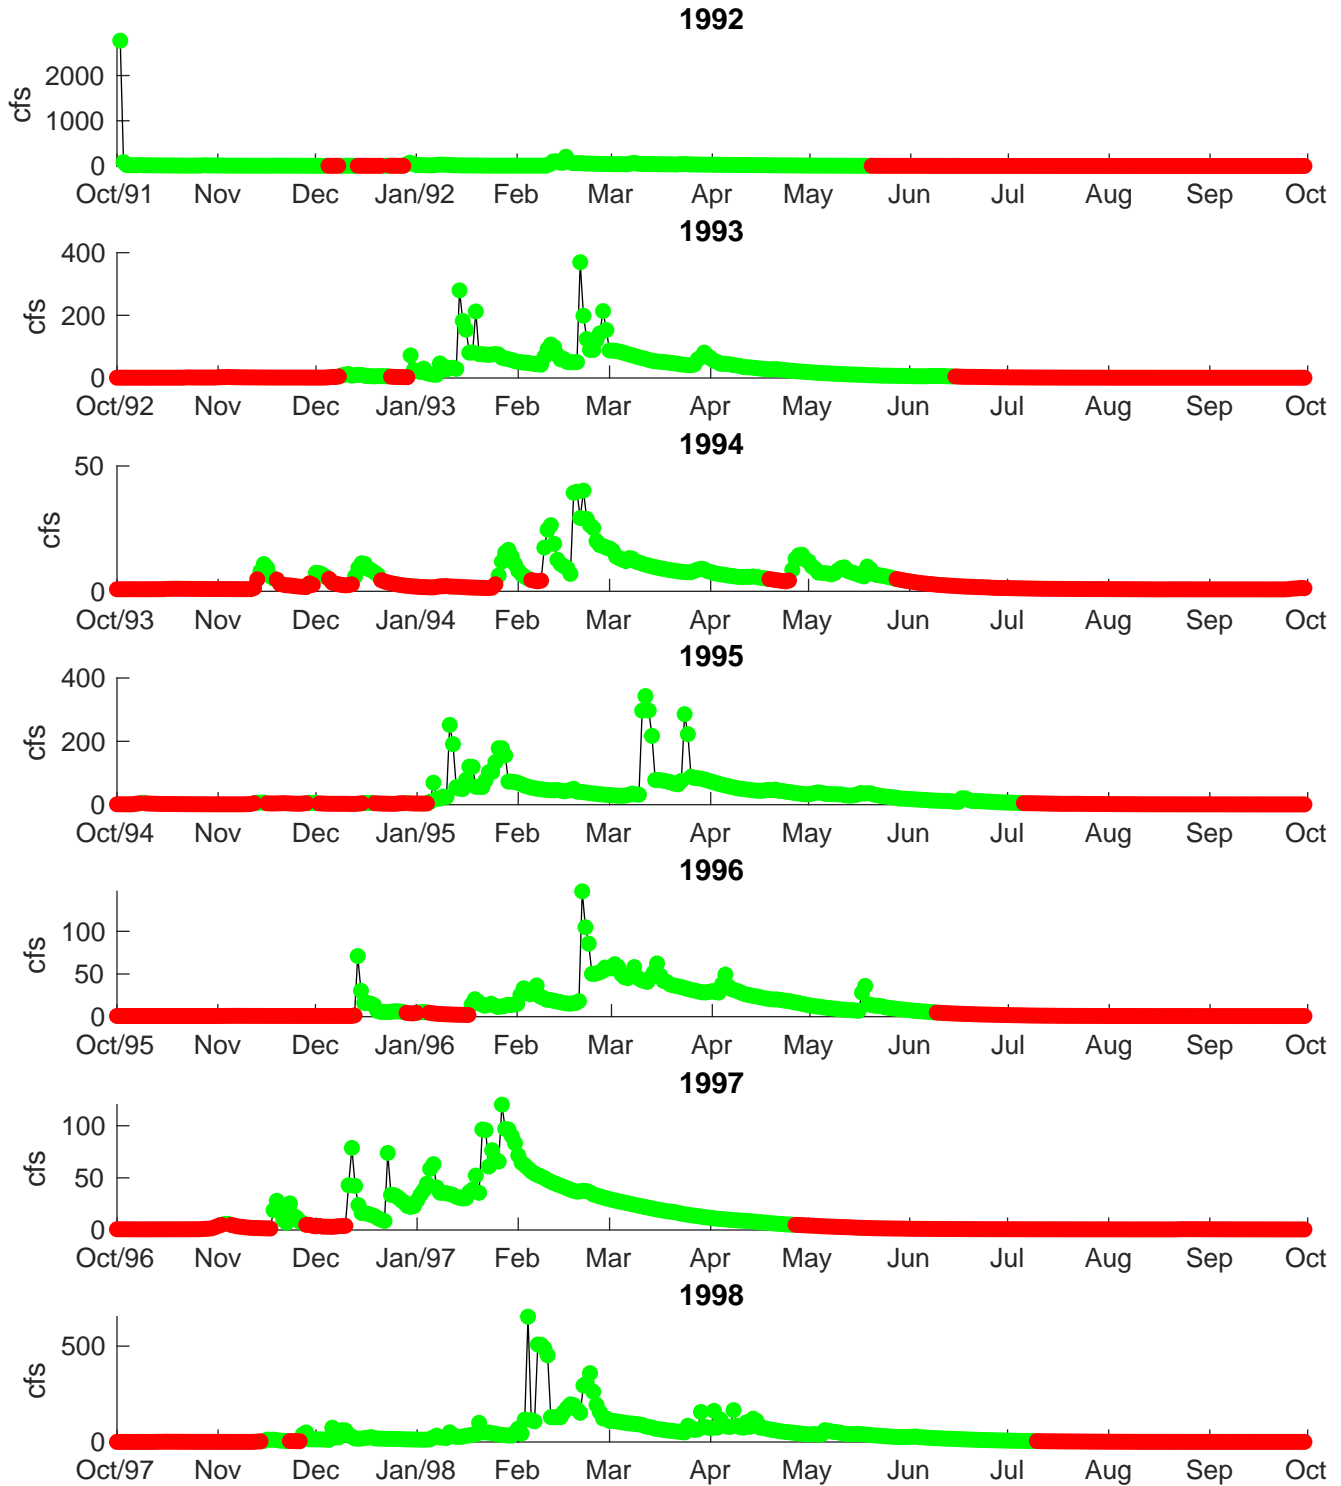 1992
cfs
2000
1000
0
Oct/91 Nov Dec Jan/92 Feb Mar Apr May Jun Jul Aug Sep Oct
1993
cfs
400
200
0
Oct/92 Nov Dec Jan/93 Feb Mar Apr May Jun Jul Aug Sep Oct
1994
cfs
50
0
Oct/93 Nov Dec Jan/94 Feb Mar Apr May Jun Jul Aug Sep Oct
1995
cfs
400
200
0
Oct/94 Nov Dec Jan/95 Feb Mar Apr May Jun Jul Aug Sep Oct
1996
cfs
100
50
0
Oct/95 Nov Dec Jan/96 Feb Mar Apr May Jun Jul Aug Sep Oct
1997
cfs
100
50
0
Oct/96 Nov Dec Jan/97 Feb Mar Apr May Jun Jul Aug Sep Oct
1998
cfs
500
0
Oct/97 Nov Dec Jan/98 Feb Mar Apr May Jun Jul Aug Sep Oct